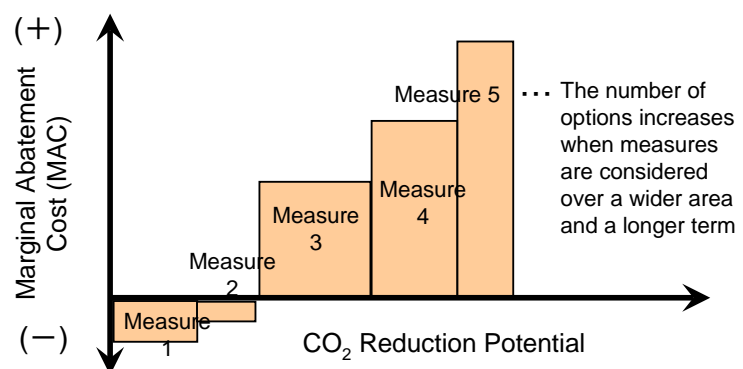 (+)
Marginal Abatement
Cost (MAC)
(−)
Measure
1
Measure
2
Measure
3
Measure
4
Measure 5
... The number of
options increases
when measures
are considered
over a wider area
and a longer term
CO₂ Reduction Potential